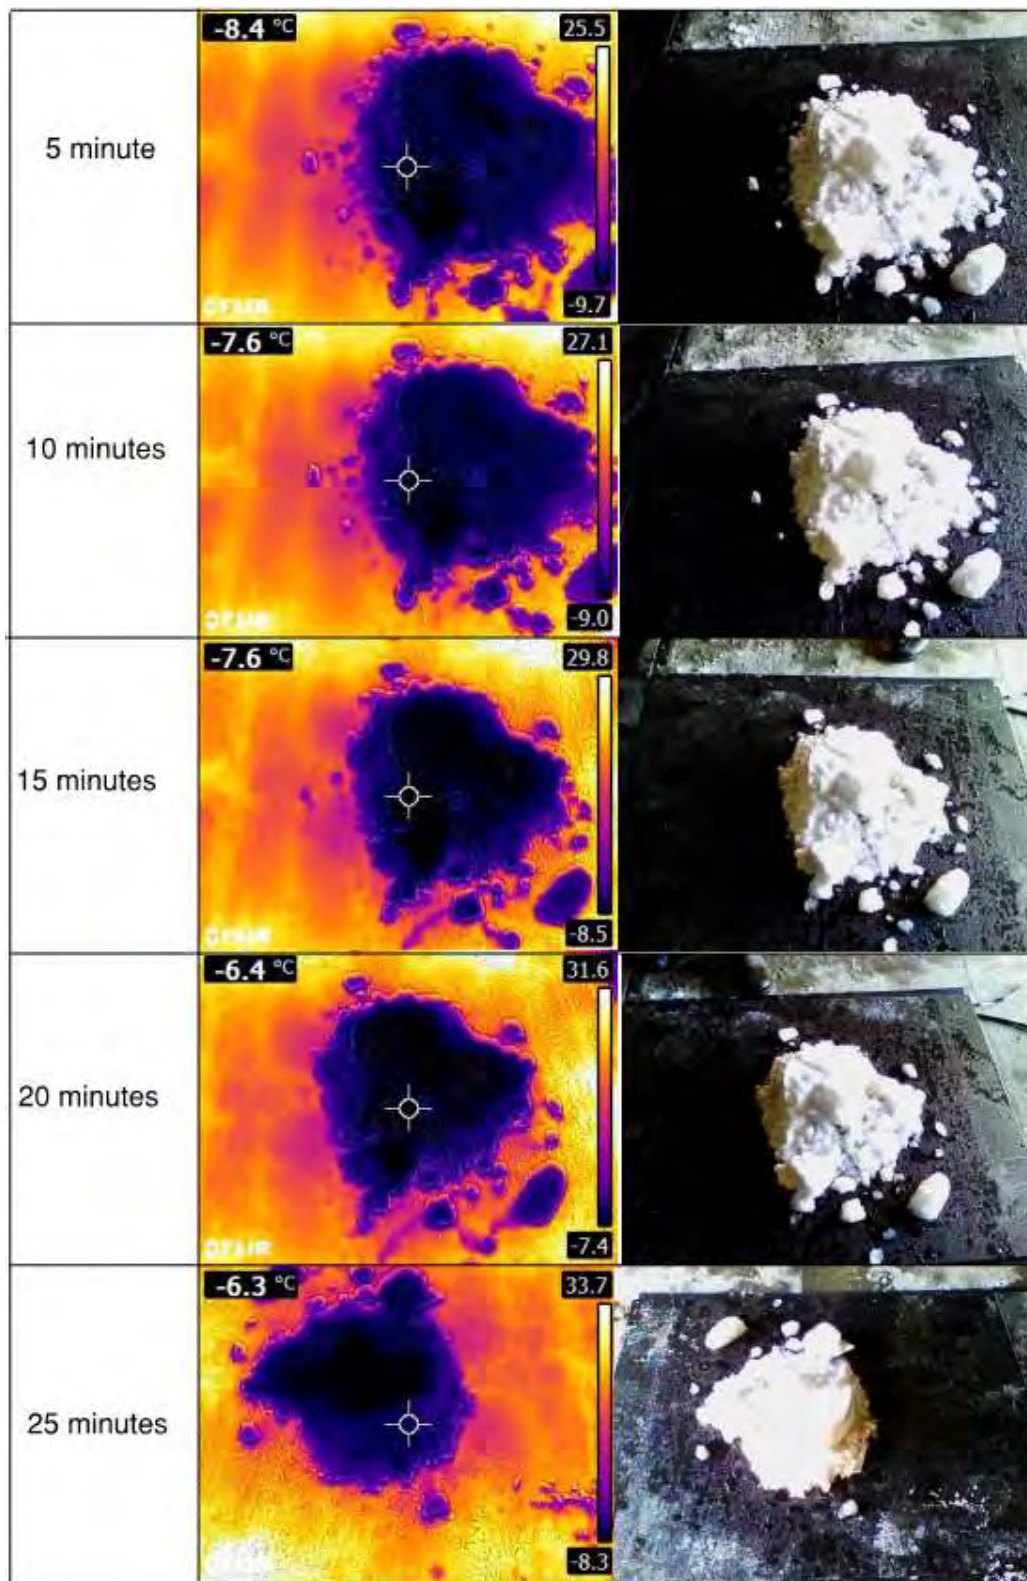 -8.4 °C 25.5
5 minute
-9.7
-7.6 °C 27.1
10 minutes
-9.0
-7.6 °C 29.8
15 minutes
-8.5
-6.4 °C 31.6
20 minutes
-7.4
-6.3 °C 33.7
25 minutes
-8.3